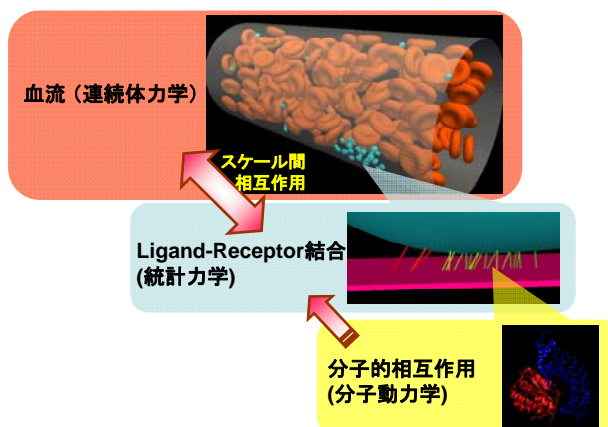 血流（連続体力学）
スケール間
相互作用
Ligand-Receptor結合
(統計力学)
分子的相互作用
(分子動力学)